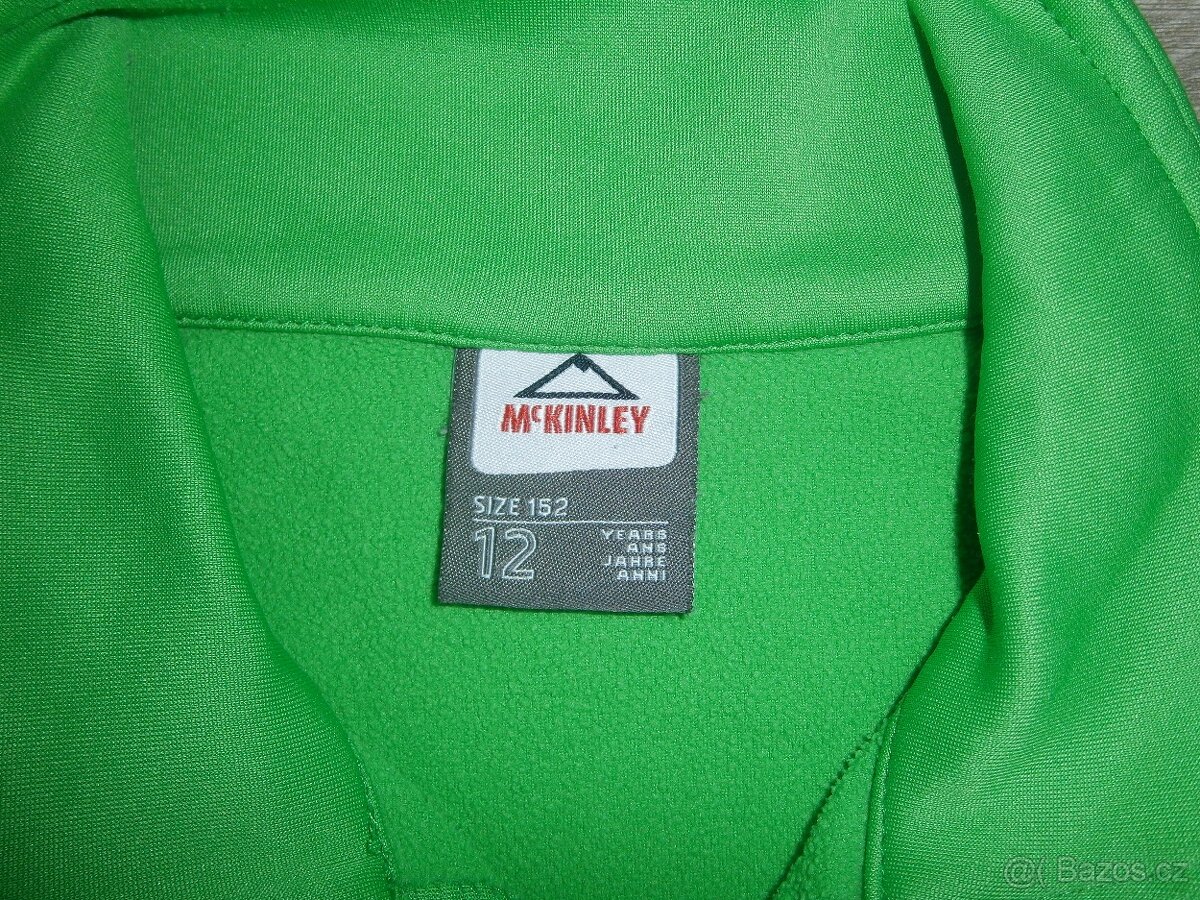 McKINLEY
SIZE 152
12
YEARS
ANS
JAHRE
ANNI
@( Bazos.cz